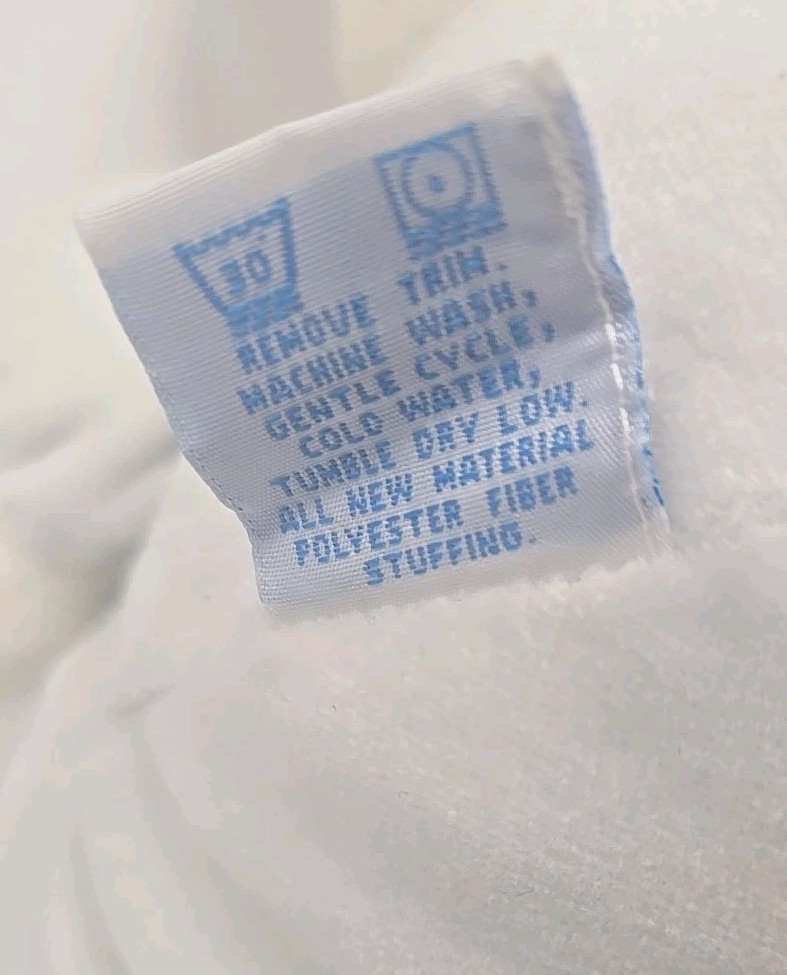 30
REMOVE TRIM.
MACHINE WASH,
GENTLE CYCLE,
COLD WATER,
TUMBLE DRY LOW.
ALL NEW MATERIAL
POLYESTER FIBER
STUFFING.